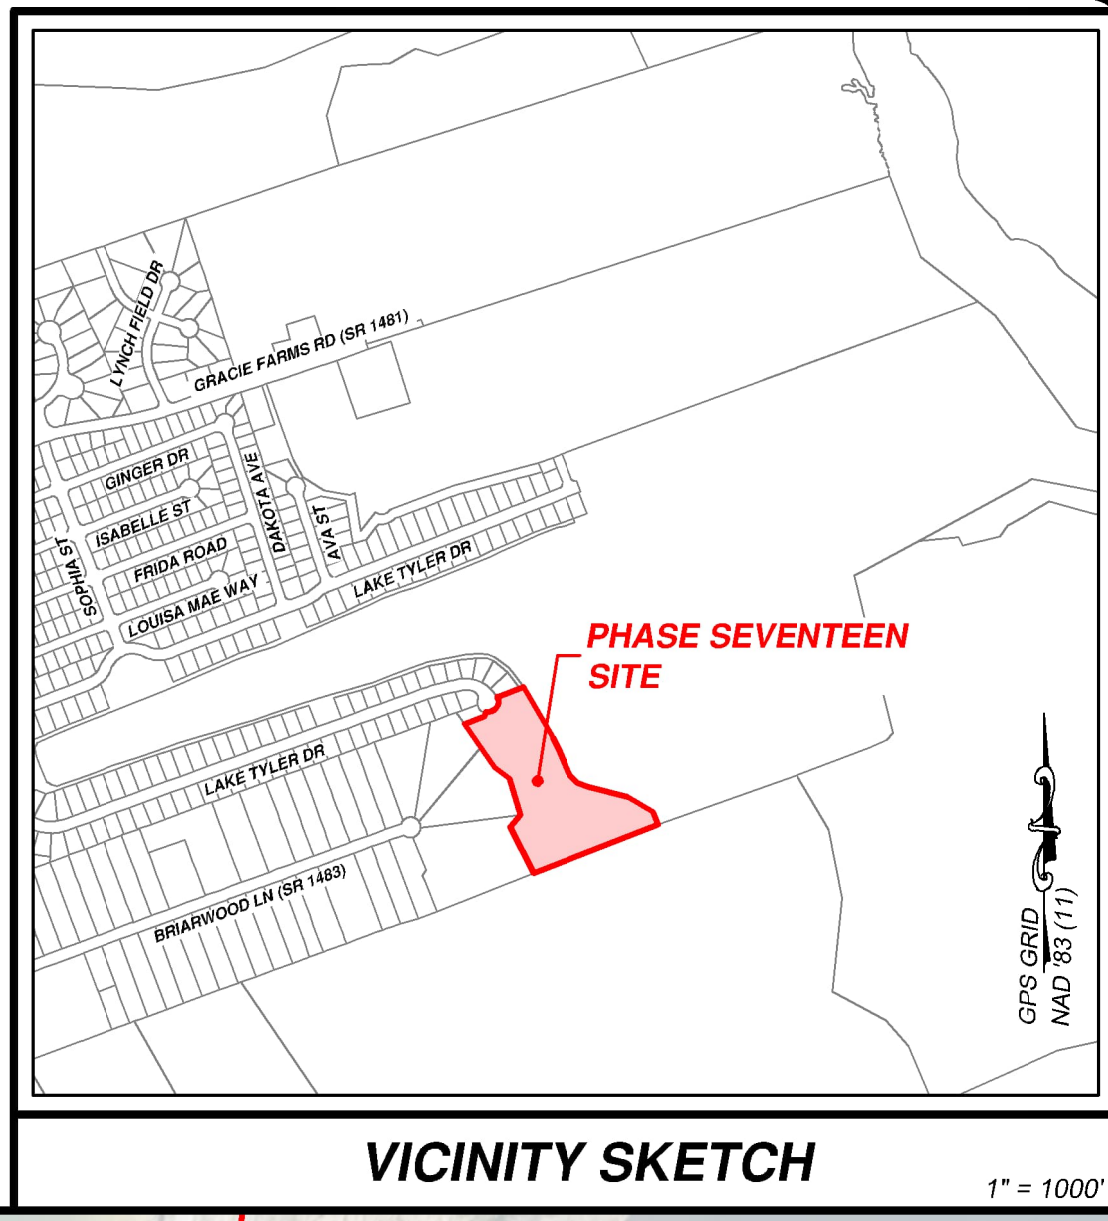 LYNCH FIELD DR
GRACIE FARMS RD (SR 1481)
GINGER DR
ISABELLE ST
FRIDA ROAD
LOUISA MAE WAY
SOPHIA ST
DAKOTA AVE
AVA ST
LAKE TYLER DR
PHASE SEVENTEEN
SITE
LAKE TYLER DR
BRIARWOOD LN (SR 1483)
GPS GRID
NAD '83 (11)
VICINITY SKETCH
1" = 1000'